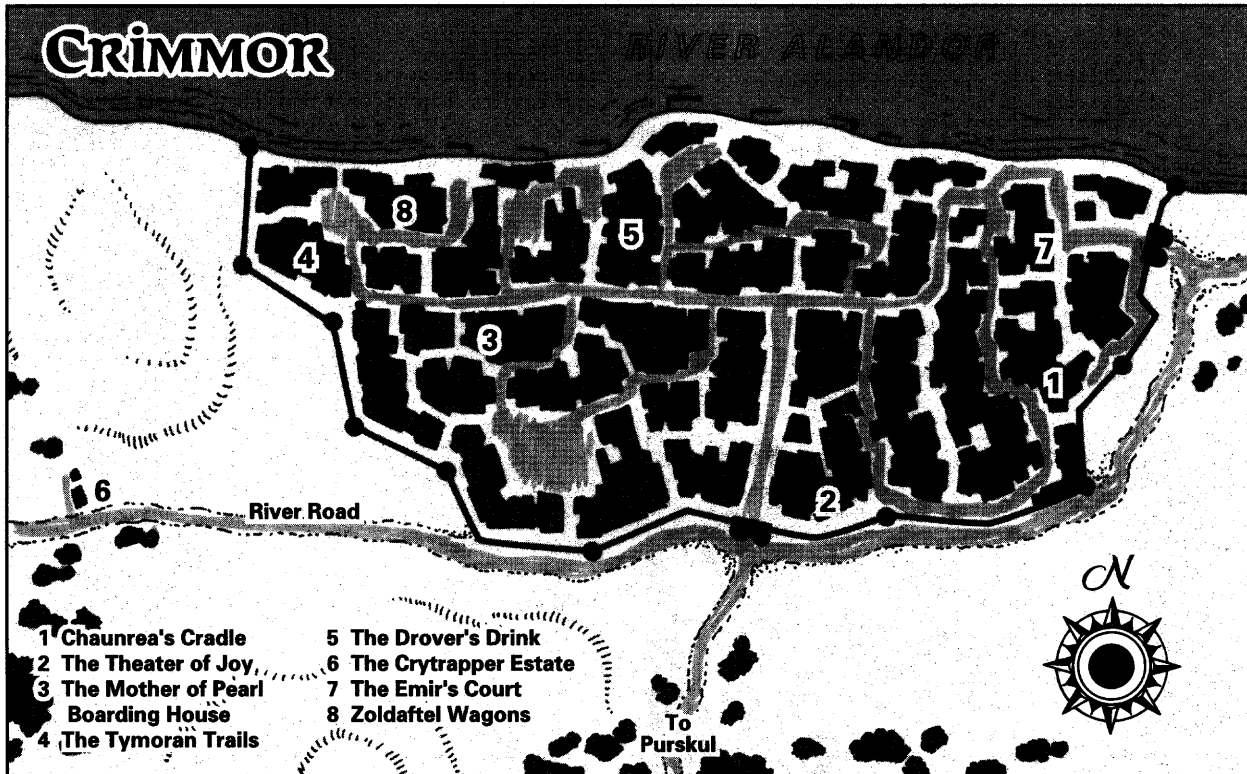 CRIMMOR
RIVER ALANDOR
8
4
5
7
3
1
2
6
River Road
N
1 Chaunrea's Cradle
2 The Theater of Joy
3 The Mother of Pearl
Boarding House
4 The Tymoran Trails
5 The Drover's Drink
6 The Crytrapper Estate
7 The Emir's Court
8 Zoldaftel Wagons
To
Purskul